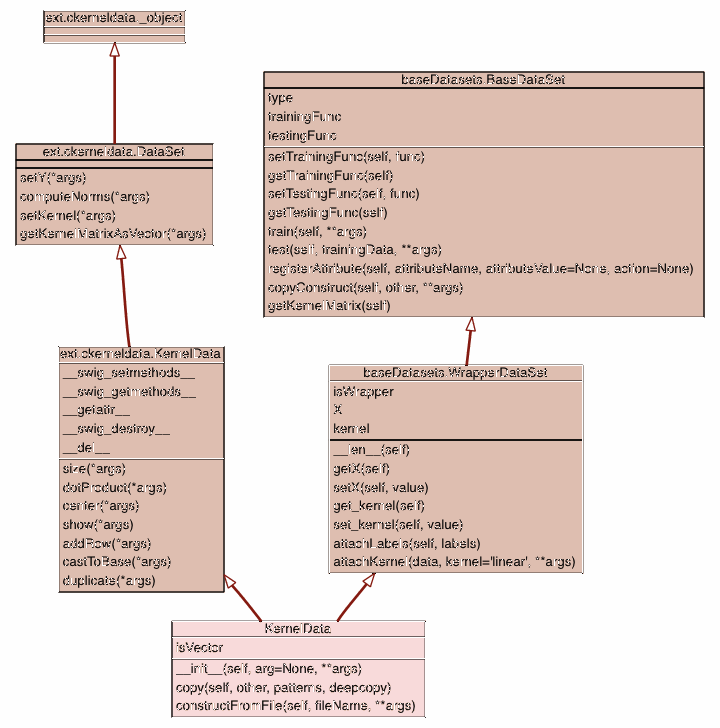 ext.ckerneldata._object
baseDatasets.BaseDataSet
type
trainingFunc
testingFunc
setTrainingFunc(self, func)
getTrainingFunc(self)
setTestingFunc(self, func)
getTestingFunc(self)
train(self, **args)
test(self, trainingData, **args)
registerAttribute(self, attributeName, attributeValue=None, action=None)
copyConstruct(self, other, **args)
getKernelMatrix(self)
ext.ckerneldata.DataSet
setY(*args)
computeNorms(*args)
setKernel(*args)
getKernelMatrixAsVector(*args)
ext.ckerneldata.KernelData
__swig_setmethods__
__swig_getmethods__
__getattr__
__swig_destroy__
__del__
size(*args)
dotProduct(*args)
center(*args)
show(*args)
addRow(*args)
castToBase(*args)
duplicate(*args)
baseDatasets.WrapperDataSet
isWrapper
X
kernel
__len__(self)
getX(self)
setX(self, value)
get_kernel(self)
set_kernel(self, value)
attachLabels(self, labels)
attachKernel(data, kernel='linear', **args)
KernelData
isVector
__init__(self, arg=None, **args)
copy(self, other, patterns, deepcopy)
constructFromFile(self, fileName, **args)